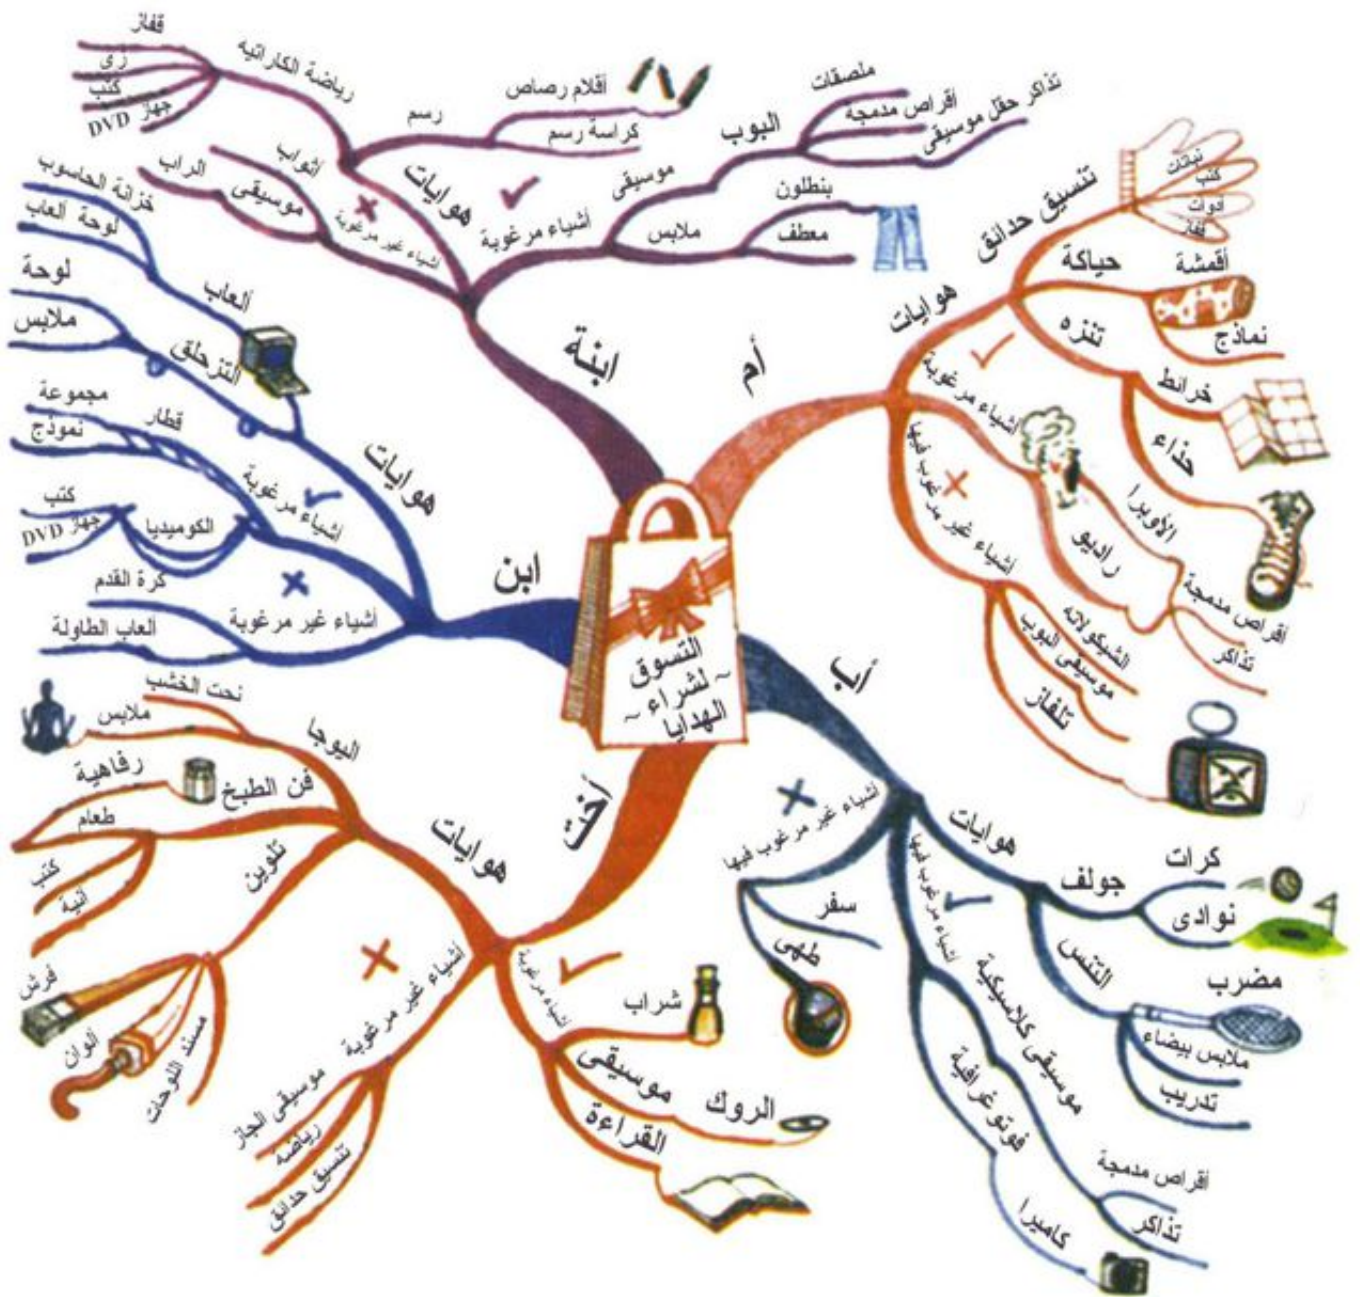 التسوق
~ لشراء ~
الهدايا
أم
هوايات
تنسيق حدائق
نباتات
كتب
أدوات
قفاز
حياكة
أقمشة
نماذج
تنزه
خرائط
حذاء
أشياء مرغوبة
الأوبرا
راديو
أقراص مدمجة
تذاكر
أشياء غير مرغوب فيها
الشيكولاته
موسيقى البوب
تلفاز
أب
هوايات
جولف
كرات
نوادى
التنس
مضرب
ملابس بيضاء
تدريب
أشياء مرغوب فيها
موسيقى كلاسيكية
أقراص مدمجة
تذاكر
فوتوغرافية
كاميرا
أشياء غير مرغوب فيها
سفر
طهى
أخت
هوايات
اليوجا
نحت الخشب
ملابس
فن الطبخ
رفاهية
طعام
كتب
آنية
تلوين
فرش
ألوان
مسند اللوحات
أشياء مرغوبة
شراب
موسيقى
الروك
القراءة
أشياء غير مرغوبة
موسيقى الجاز
رياضة
تنسيق حدائق
ابن
هوايات
ألعاب
خزانة الحاسوب
لوحة ألعاب
التزحلق
لوحة
ملابس
أشياء مرغوبة
قطار
مجموعة
نموذج
الكوميديا
كتب
جهاز DVD
أشياء غير مرغوبة
كرة القدم
ألعاب الطاولة
ابنة
هوايات
رياضة الكاراتيه
قفاز
زى
كتب
جهاز DVD
رسم
أقلام رصاص
كراسة رسم
أشياء مرغوبة
موسيقى
البوب
ملصقات
أقراص مدمجة
تذاكر حقل موسيقى
ملابس
بنطلون
معطف
أشياء غير مرغوبة
أثواب
موسيقى
الراب